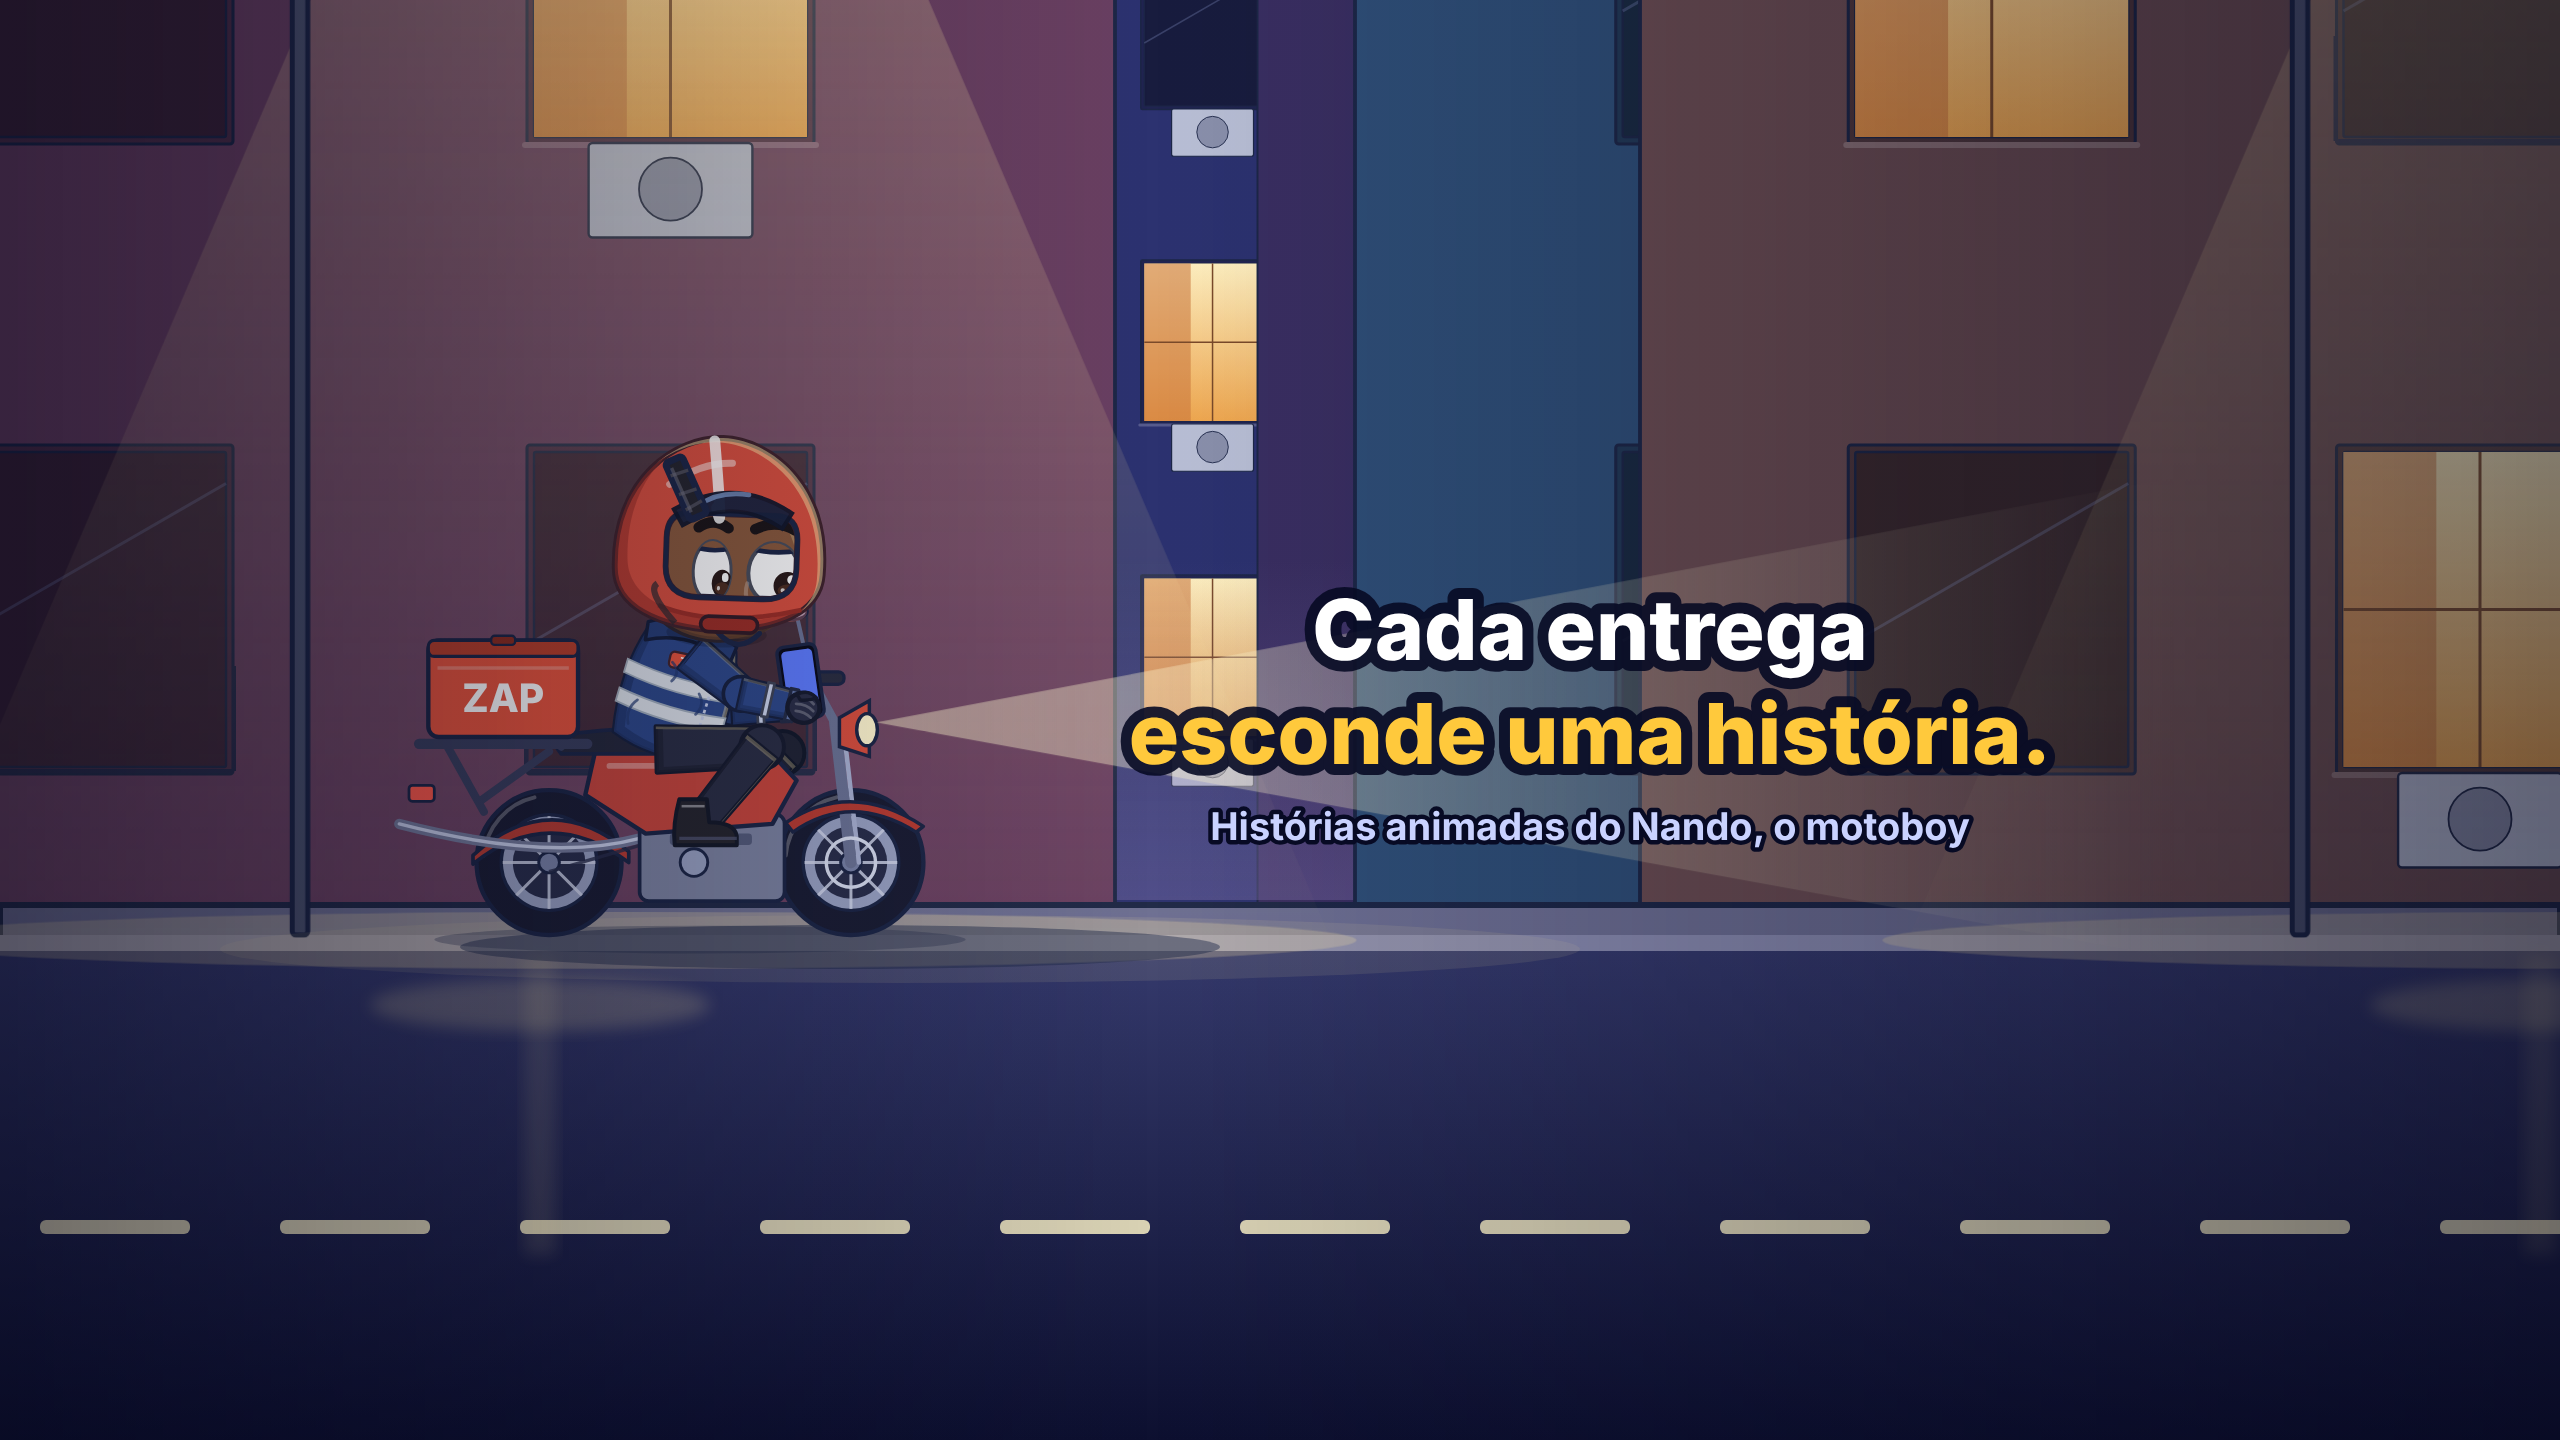 ZAP
Cada entrega
esconde uma história.
Histórias animadas do Nando, o motoboy